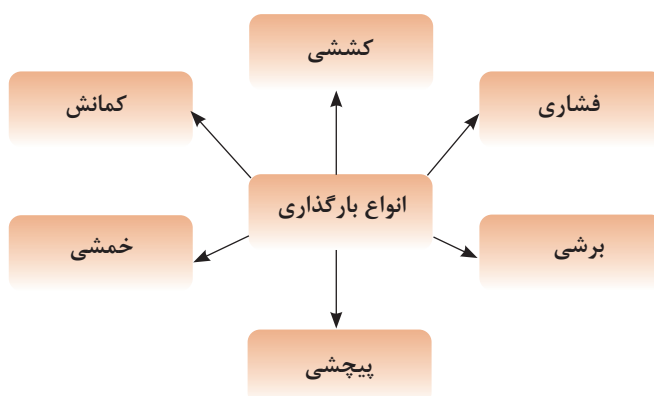 کششی
فشاری
کمانش
انواع بارگذاری
برشی
خمشی
پیچشی